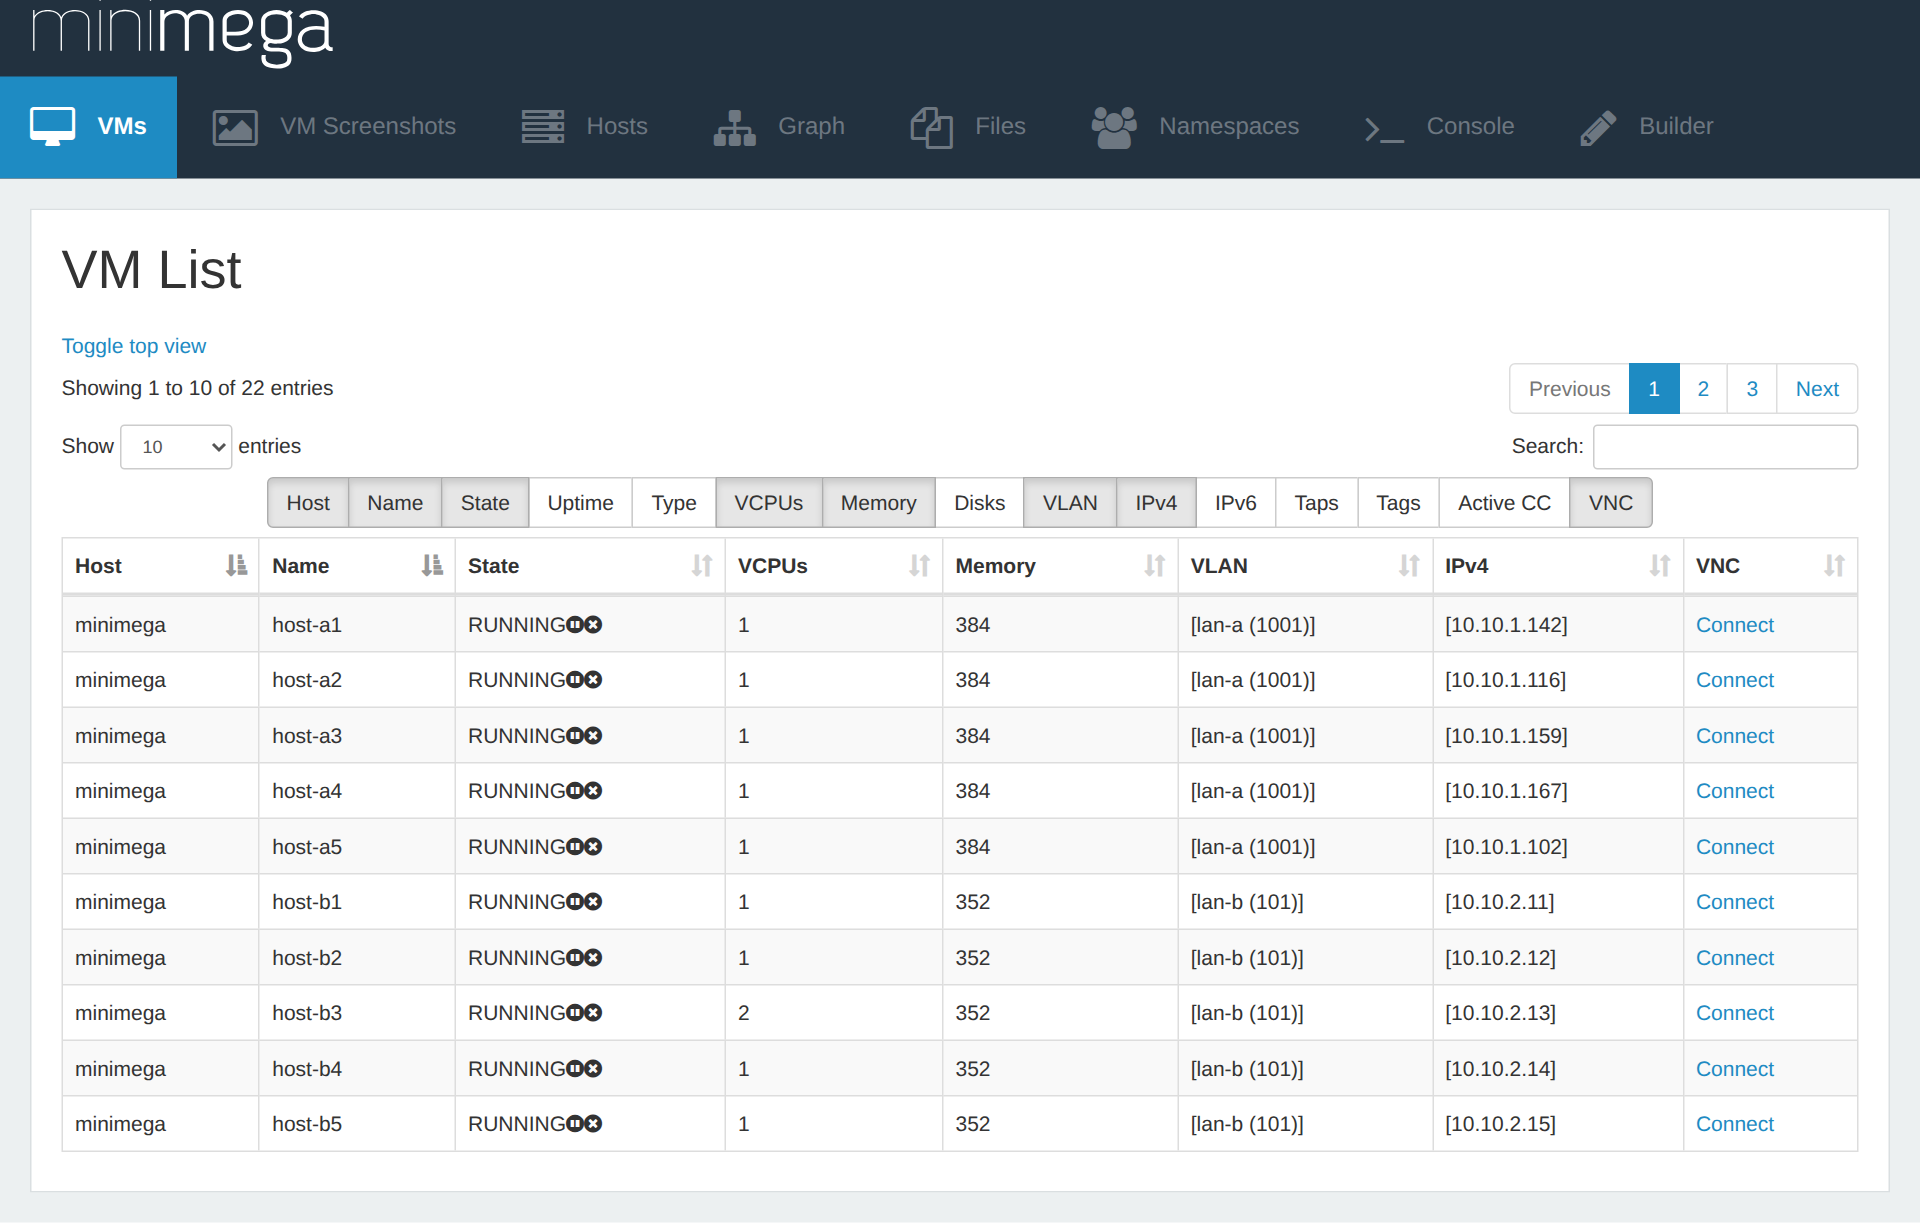 minimega
VMs VM Screenshots Hosts Graph Files Namespaces Console Builder
VM List
Toggle top view
Showing 1 to 10 of 22 entries Previous 1 2 3 Next
Show 10 entries Search:
Host Name State Uptime Type VCPUs Memory Disks VLAN IPv4 IPv6 Taps Tags Active CC VNC
Host Name State VCPUs Memory VLAN IPv4 VNC
minimega host-a1 RUNNING 1 384 [lan-a (1001)] [10.10.1.142] Connect
minimega host-a2 RUNNING 1 384 [lan-a (1001)] [10.10.1.116] Connect
minimega host-a3 RUNNING 1 384 [lan-a (1001)] [10.10.1.159] Connect
minimega host-a4 RUNNING 1 384 [lan-a (1001)] [10.10.1.167] Connect
minimega host-a5 RUNNING 1 384 [lan-a (1001)] [10.10.1.102] Connect
minimega host-b1 RUNNING 1 352 [lan-b (101)] [10.10.2.11] Connect
minimega host-b2 RUNNING 1 352 [lan-b (101)] [10.10.2.12] Connect
minimega host-b3 RUNNING 2 352 [lan-b (101)] [10.10.2.13] Connect
minimega host-b4 RUNNING 1 352 [lan-b (101)] [10.10.2.14] Connect
minimega host-b5 RUNNING 1 352 [lan-b (101)] [10.10.2.15] Connect